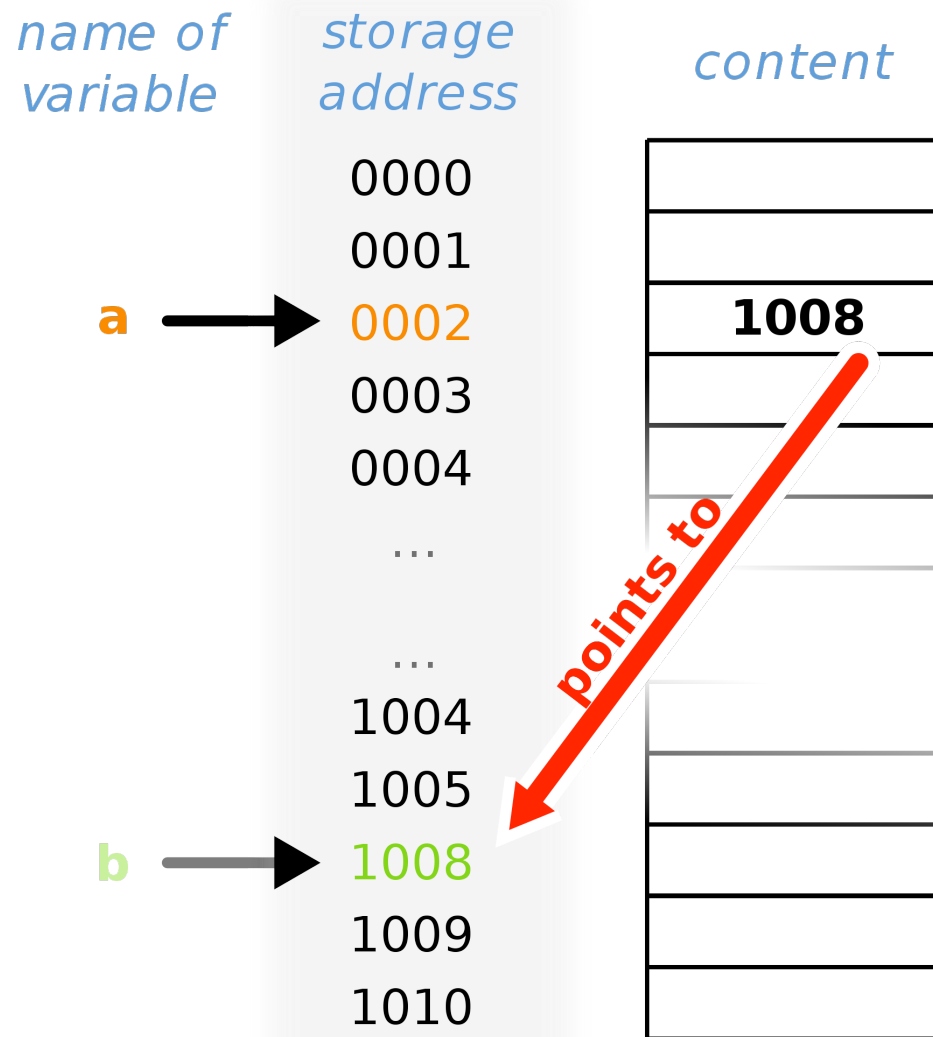 name of
variable
storage
address
content
0000
0001
a 0002 1008
0003
0004
...
points to
...
1004
1005
b 1008
1009
1010